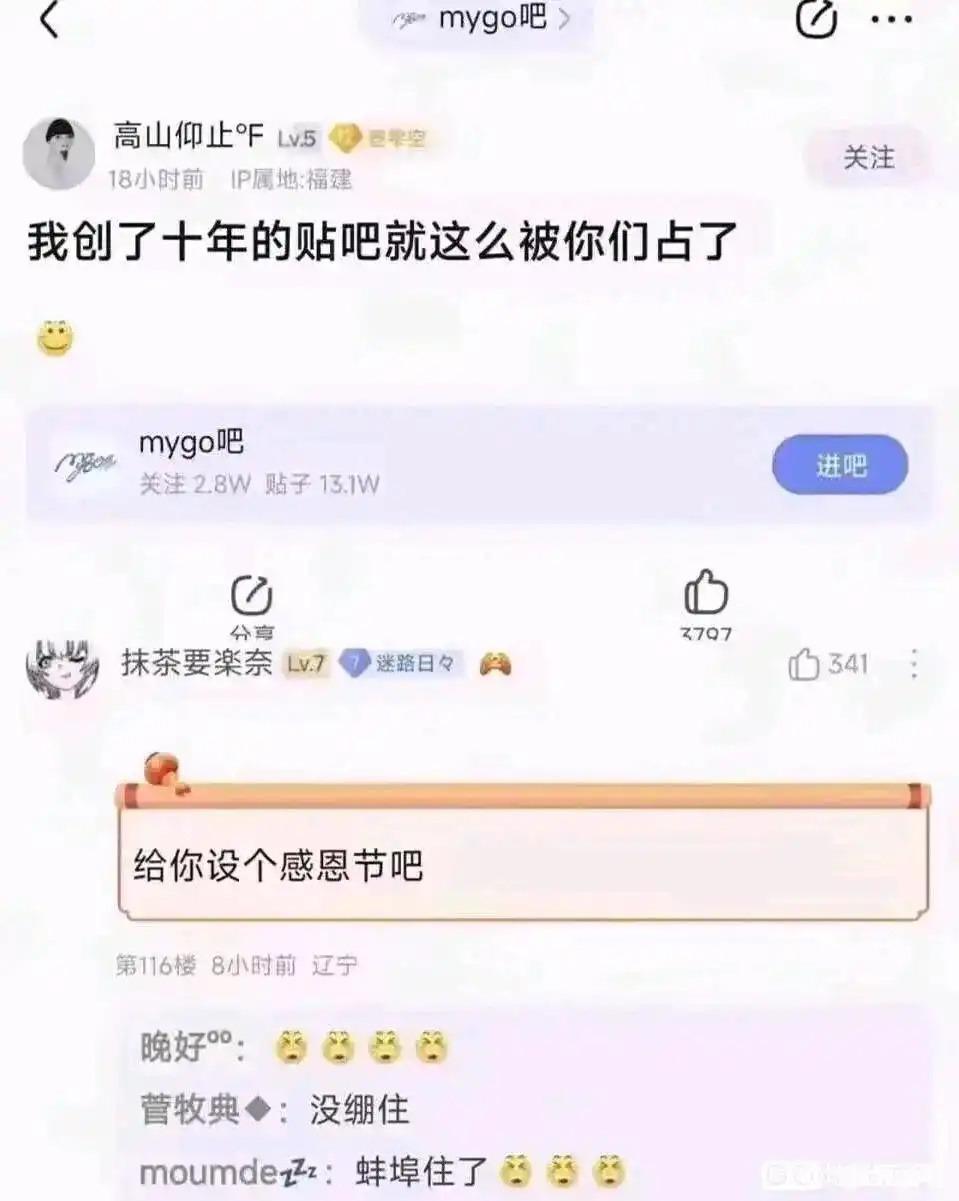 mygo吧
高山仰止°F Lv.5 12
18小时前 IP属地:福建
关注
我创了十年的贴吧就这么被你们占了
mygo吧
关注 2.8W 贴子 13.1W
进吧
分享
3797
抹茶要楽奈 Lv.7 7 迷路日々
341
给你设个感恩节吧
第116楼 8小时前 辽宁
晚好ºº:
菅牧典◆: 没绷住
moumde💤: 蚌埠住了